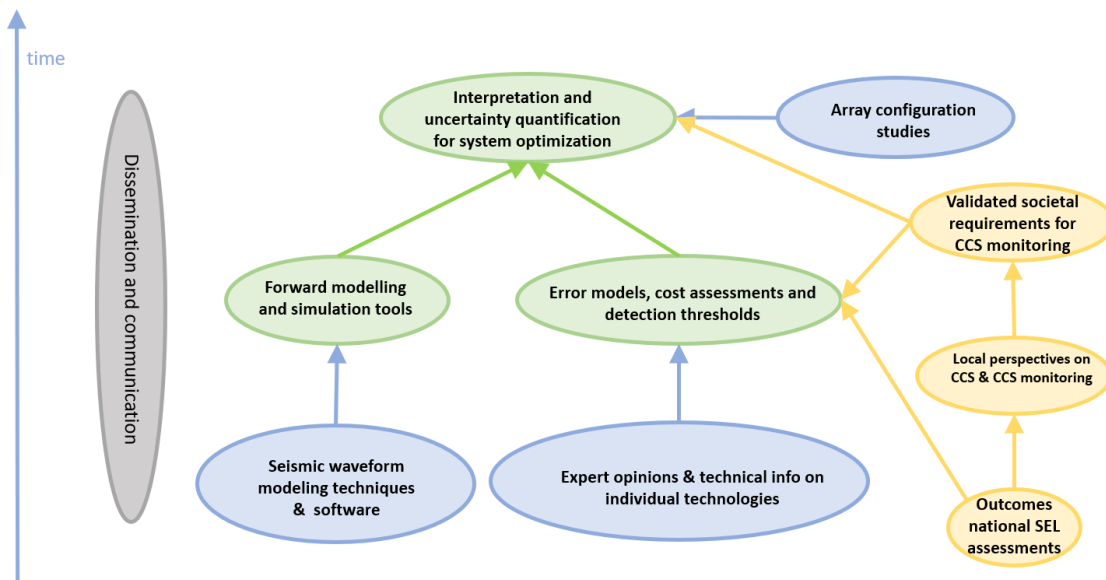 time
Interpretation and
uncertainty quantification
for system optimization
Array configuration
studies
Dissemination and communication
Validated societal
requirements for
CCS monitoring
Forward modelling
and simulation tools
Error models, cost assessments and
detection thresholds
Local perspectives on
CCS & CCS monitoring
Seismic waveform
modeling techniques
& software
Expert opinions & technical info on
individual technologies
Outcomes
national SEL
assessments